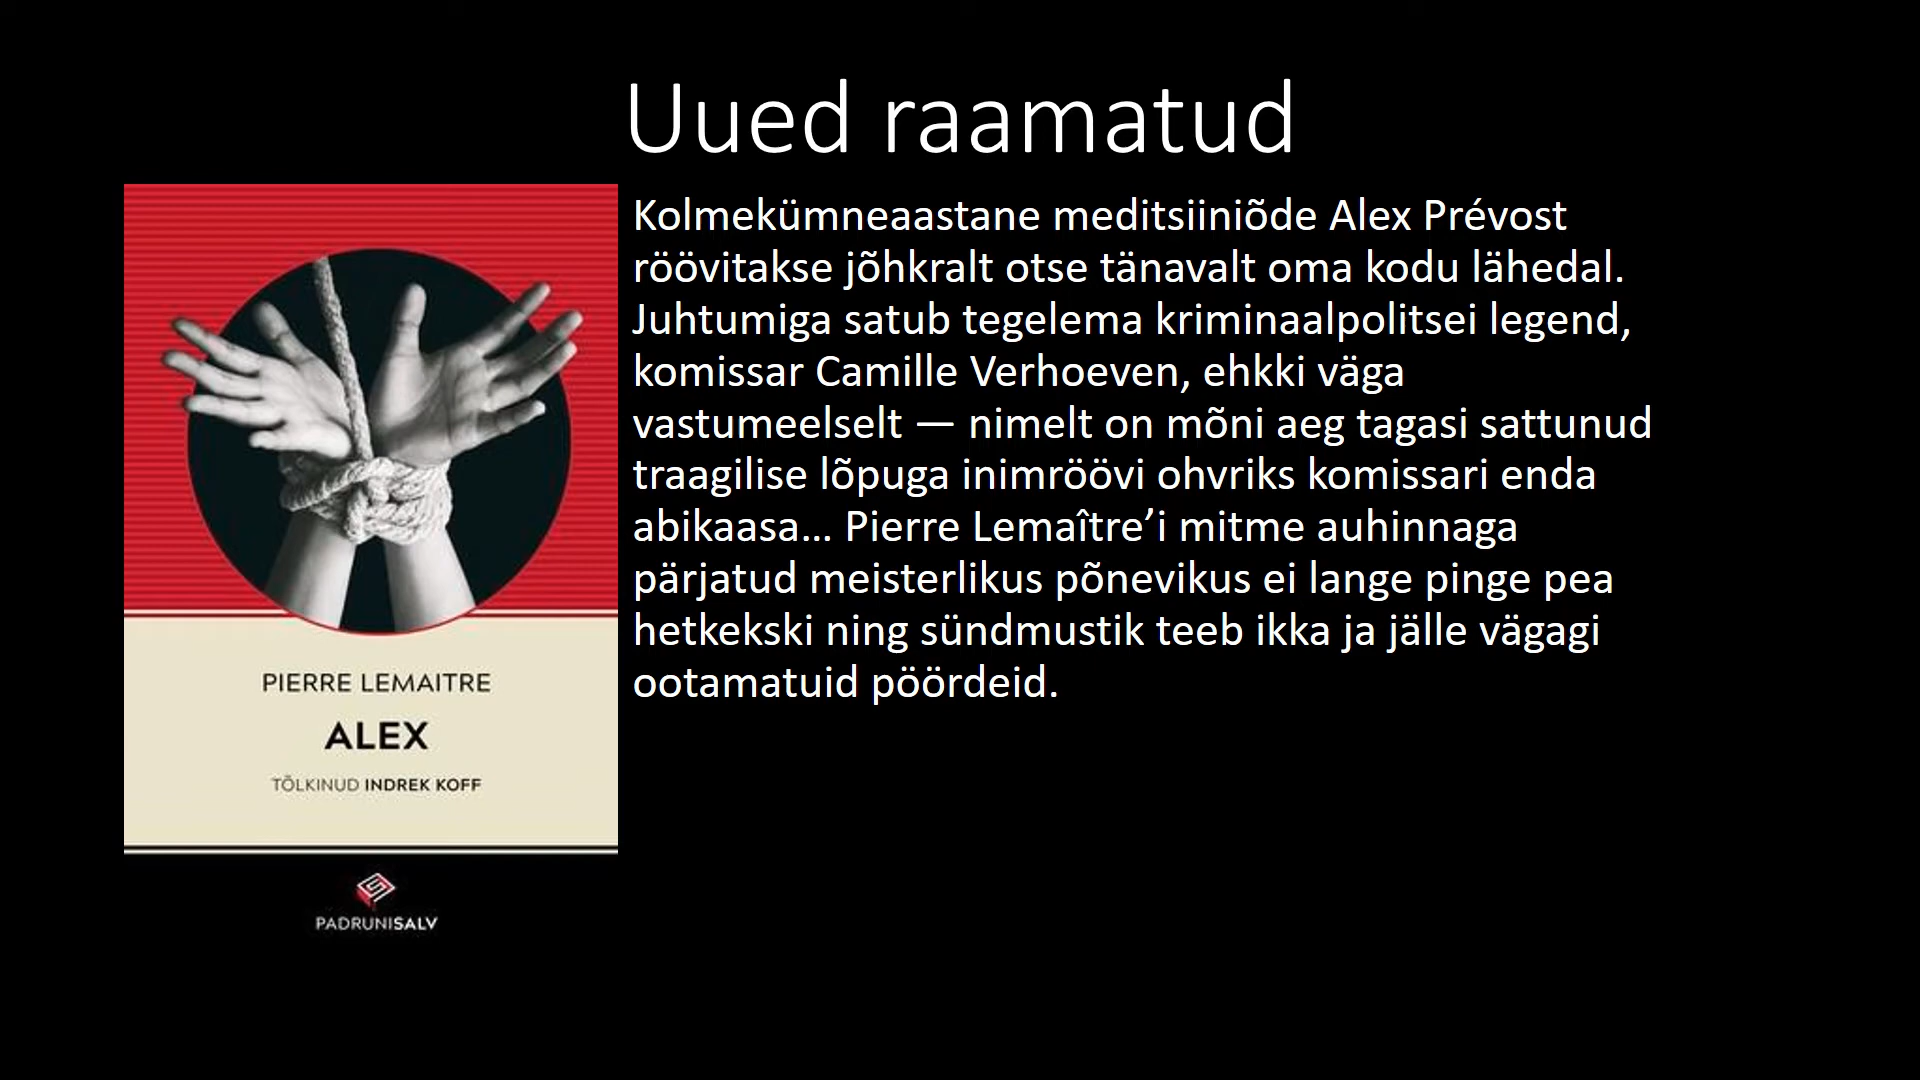 Uued raamatud
Kolmekümneaastane meditsiiniõde Alex Prévost
röövitakse jõhkralt otse tänavalt oma kodu lähedal.
Juhtumiga satub tegelema kriminaalpolitsei legend,
komissar Camille Verhoeven, ehkki väga
vastumeelselt — nimelt on mõni aeg tagasi sattunud
traagilise lõpuga inimröövi ohvriks komissari enda
abikaasa... Pierre Lemaître’i mitme auhinnaga
pärjatud meisterlikus põnevikus ei lange pinge pea
hetkekski ning sündmustik teeb ikka ja jälle vägagi
ootamatuid pöördeid.
PIERRE LEMAITRE
ALEX
TÕLKINUD INDREK KOFF
PADRUNISALV